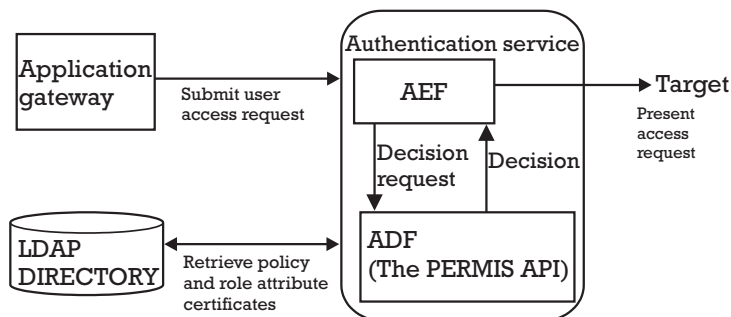 Authentication service
Application
gateway
Submit user
access request
AEF
Target
Present
access
request
Decision
request
Decision
LDAP
DIRECTORY
Retrieve policy
and role attribute
certificates
ADF
(The PERMIS API)